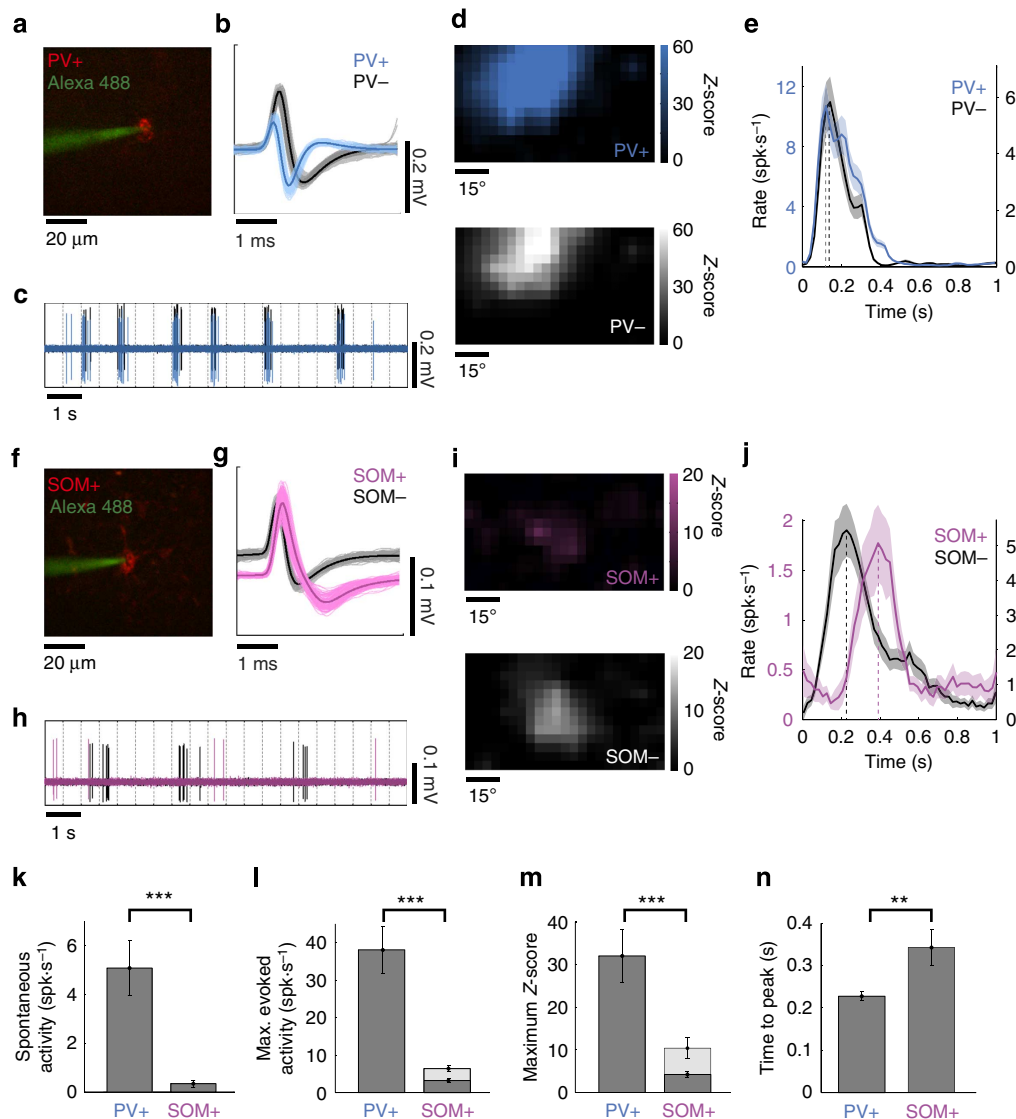 a
PV+
Alexa 488
20 µm
b
PV+
PV−
0.2 mV
1 ms
c
0.2 mV
1 s
d
60
30
0
Z-score
PV+
15°
60
30
0
Z-score
PV−
15°
e
PV+
PV−
12
8
4
0
Rate (spk·s⁻¹)
6
4
2
0
0 0.2 0.4 0.6 0.8 1
Time (s)
f
SOM+
Alexa 488
20 µm
g
SOM+
SOM−
0.1 mV
1 ms
h
0.1 mV
1 s
i
20
10
0
Z-score
SOM+
15°
20
10
0
Z-score
SOM−
15°
j
SOM+
SOM−
2
1.5
1
0.5
0
Rate (spk·s⁻¹)
5
4
3
2
1
0
0 0.2 0.4 0.6 0.8 1
Time (s)
k
***
Spontaneous
activity (spk·s⁻¹)
6
4
2
0
PV+ SOM+
l
***
Max. evoked
activity (spk·s⁻¹)
40
30
20
10
0
PV+ SOM+
m
***
Maximum Z-score
40
30
20
10
0
PV+ SOM+
n
**
Time to peak (s)
0.4
0.3
0.2
0.1
0
PV+ SOM+